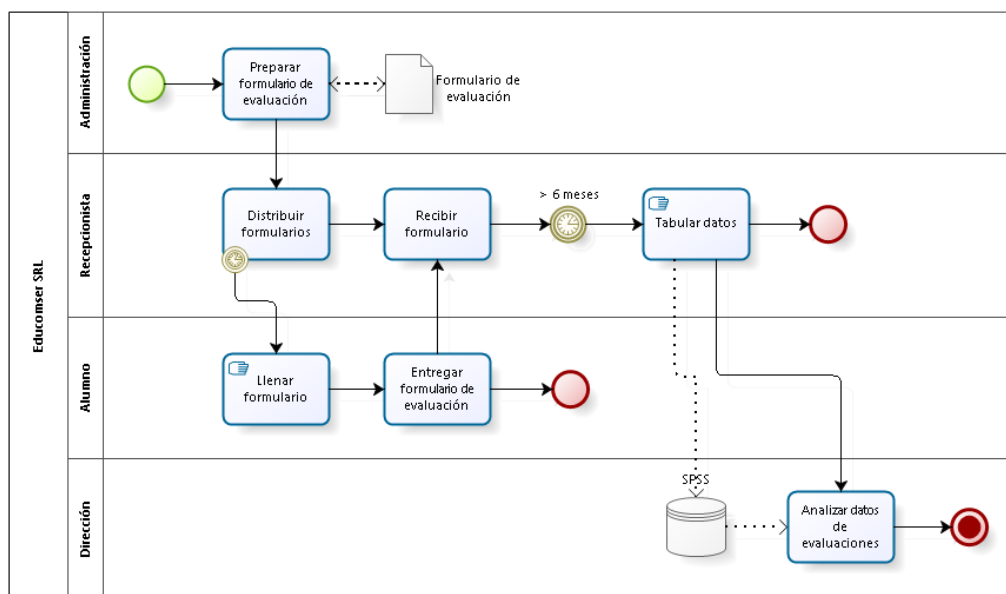 Educomser SRL
Administración
Preparar
formulario de
evaluación
Formulario de
evaluación
Recepcionista
Distribuir
formularios
Recibir
formulario
> 6 meses
Tabular datos
Alumno
Llenar
formulario
Entregar
formulario de
evaluación
Dirección
SPSS
Analizar datos
de
evaluaciones